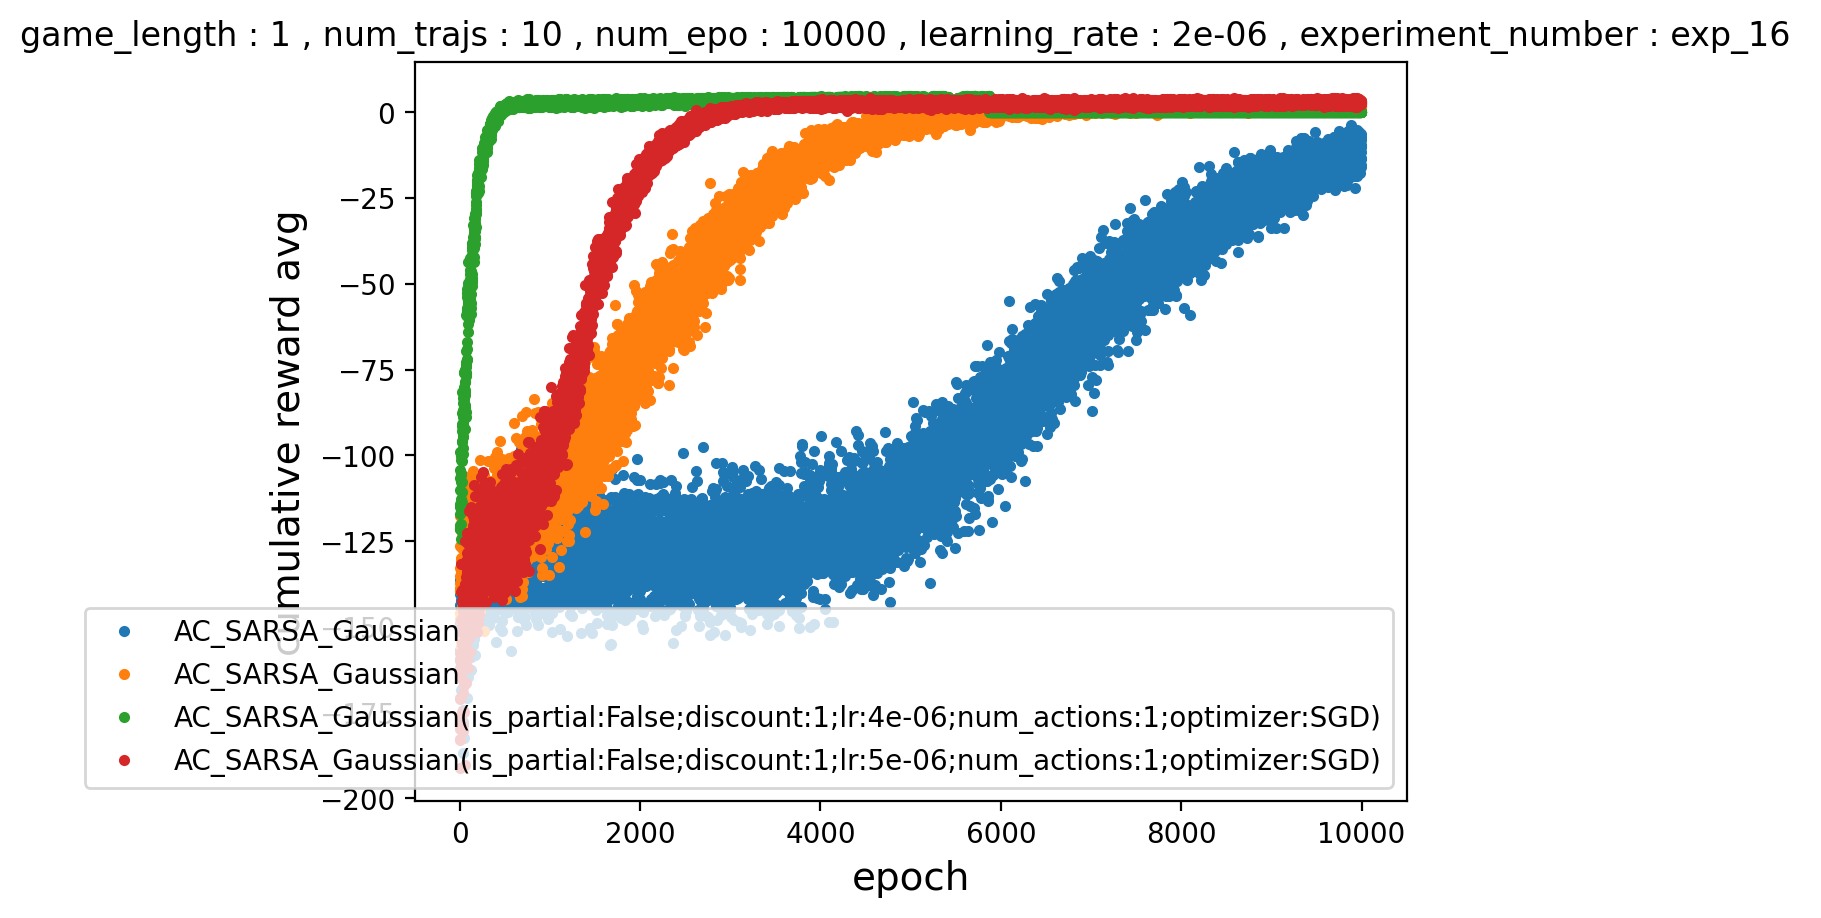 game_length : 1 , num_trajs : 10 , num_epo : 10000 , learning_rate : 2e-06 , experiment_number : exp_16
cumulative reward avg
0
−25
−50
−75
−100
−125
−150
−175
−200
AC_SARSA_Gaussian
AC_SARSA_Gaussian
AC_SARSA_Gaussian(is_partial:False;discount:1;lr:4e-06;num_actions:1;optimizer:SGD)
AC_SARSA_Gaussian(is_partial:False;discount:1;lr:5e-06;num_actions:1;optimizer:SGD)
0 2000 4000 6000 8000 10000
epoch